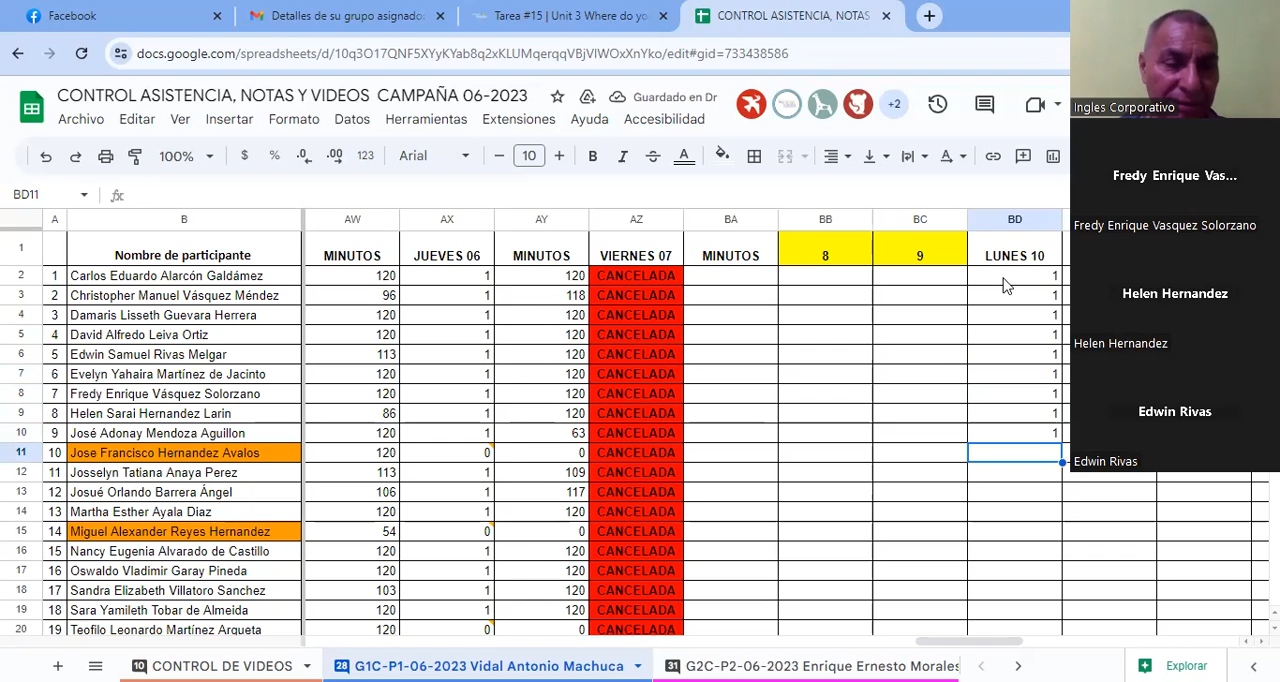 Facebook
Detalles de su grupo asignado
Tarea #15 | Unit 3 Where do yo
CONTROL ASISTENCIA, NOTAS
docs.google.com/spreadsheets/d/10q3O17QNF5XYyKYab8q2xKLUMqerqqVBjVIWOxXnYko/edit#gid=733438586
CONTROL ASISTENCIA, NOTAS Y VIDEOS CAMPAÑA 06-2023
Guardado en Dr
+2
Archivo Editar Ver Insertar Formato Datos Herramientas Extensiones Ayuda Accesibilidad
100% $ % .0 .00 123 Arial - 10 + B I A
BD11 fx
A B AW AX AY AZ BA BB BC BD
1 Nombre de participante MINUTOS JUEVES 06 MINUTOS VIERNES 07 MINUTOS 8 9 LUNES 10
2 1 Carlos Eduardo Alarcón Galdámez 120 1 120 CANCELADA 1
3 2 Christopher Manuel Vásquez Méndez 96 1 118 CANCELADA 1
4 3 Damaris Lisseth Guevara Herrera 120 1 120 CANCELADA 1
5 4 David Alfredo Leiva Ortiz 120 1 120 CANCELADA 1
6 5 Edwin Samuel Rivas Melgar 113 1 120 CANCELADA 1
7 6 Evelyn Yahaira Martínez de Jacinto 120 1 120 CANCELADA 1
8 7 Fredy Enrique Vásquez Solorzano 120 1 120 CANCELADA 1
9 8 Helen Sarai Hernandez Larin 86 1 120 CANCELADA 1
10 9 José Adonay Mendoza Aguillon 120 1 63 CANCELADA 1
11 10 Jose Francisco Hernandez Avalos 120 0 0 CANCELADA
12 11 Josselyn Tatiana Anaya Perez 113 1 109 CANCELADA
13 12 Josué Orlando Barrera Ángel 106 1 117 CANCELADA
14 13 Martha Esther Ayala Diaz 120 1 120 CANCELADA
15 14 Miguel Alexander Reyes Hernandez 54 0 0 CANCELADA
16 15 Nancy Eugenia Alvarado de Castillo 120 1 120 CANCELADA
17 16 Oswaldo Vladimir Garay Pineda 120 1 120 CANCELADA
18 17 Sandra Elizabeth Villatoro Sanchez 103 1 120 CANCELADA
19 18 Sara Yamileth Tobar de Almeida 120 1 120 CANCELADA
20 19 Teofilo Leonardo Martínez Arqueta 120 0 0 CANCELADA
10 CONTROL DE VIDEOS
28 G1C-P1-06-2023 Vidal Antonio Machuca
31 G2C-P2-06-2023 Enrique Ernesto Morales
Explorar
Ingles Corporativo
Fredy Enrique Vas...
Fredy Enrique Vasquez Solorzano
Helen Hernandez
Helen Hernandez
Edwin Rivas
Edwin Rivas